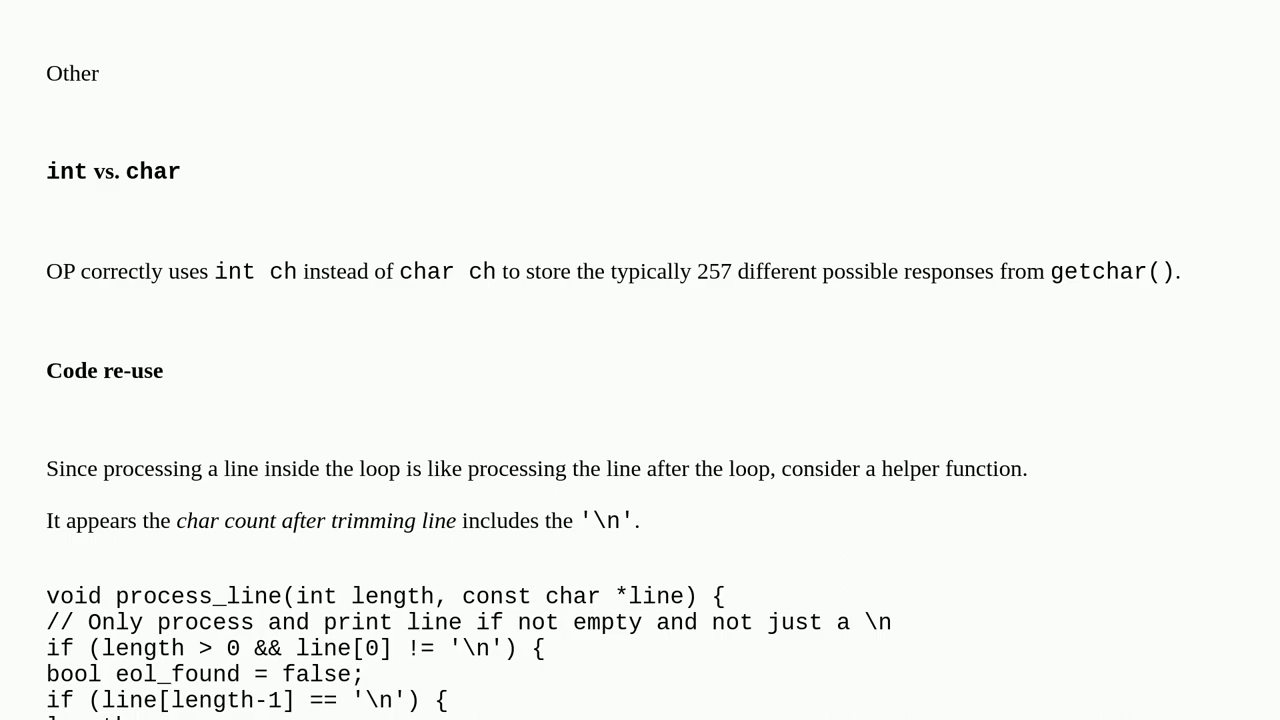 Other
int vs. char
OP correctly uses int ch instead of char ch to store the typically 257 different possible responses from getchar().
Code re-use
Since processing a line inside the loop is like processing the line after the loop, consider a helper function.
It appears the char count after trimming line includes the '\n'.
void process_line(int length, const char *line) {
// Only process and print line if not empty and not just a \n
if (length > 0 && line[0] != '\n') {
bool eol_found = false;
if (line[length-1] == '\n') {